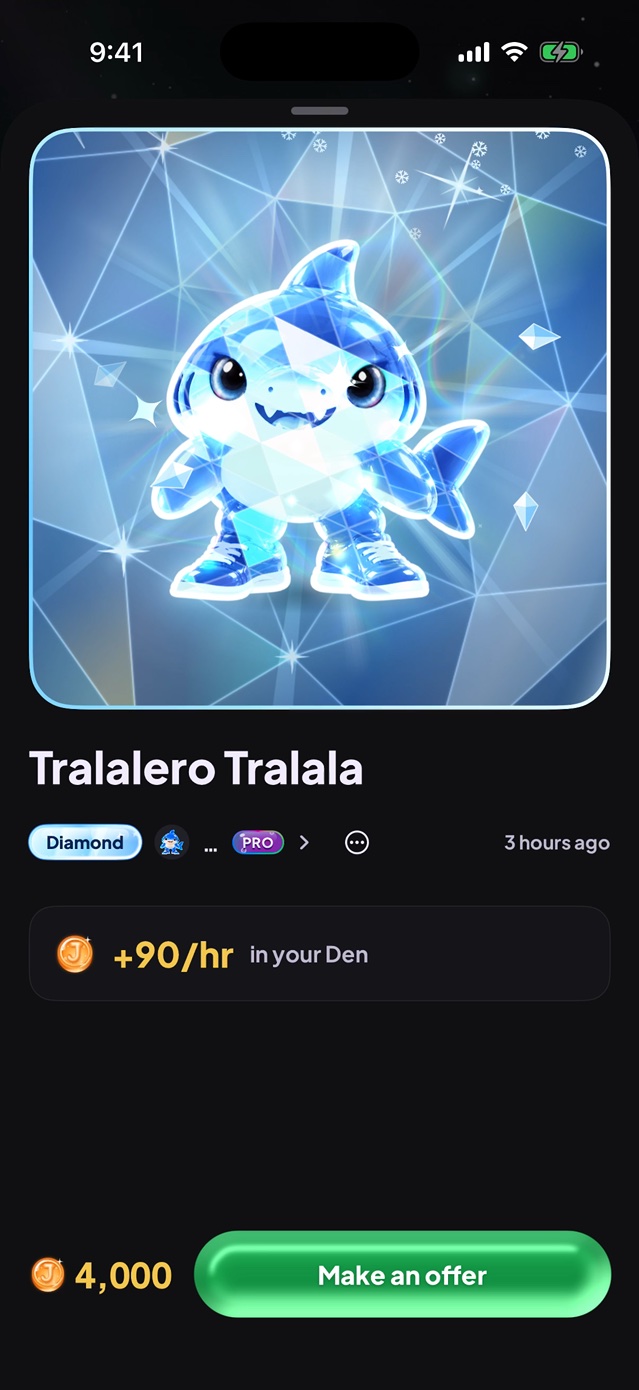 9:41
Tralalero Tralala
Diamond ... PRO 3 hours ago
J +90/hr in your Den
J 4,000 Make an offer